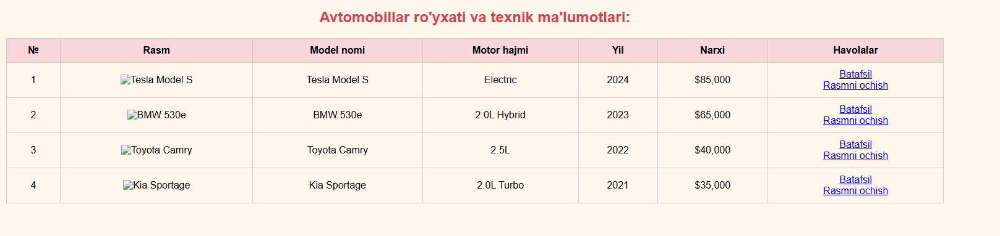 Avtomobillar ro'yxati va texnik ma'lumotlari:
№ Rasm Model nomi Motor hajmi Yil Narxi Havolalar
1 Tesla Model S Tesla Model S Electric 2024 $85,000 Batafsil
Rasmni ochish
2 BMW 530e BMW 530e 2.0L Hybrid 2023 $65,000 Batafsil
Rasmni ochish
3 Toyota Camry Toyota Camry 2.5L 2022 $40,000 Batafsil
Rasmni ochish
4 Kia Sportage Kia Sportage 2.0L Turbo 2021 $35,000 Batafsil
Rasmni ochish